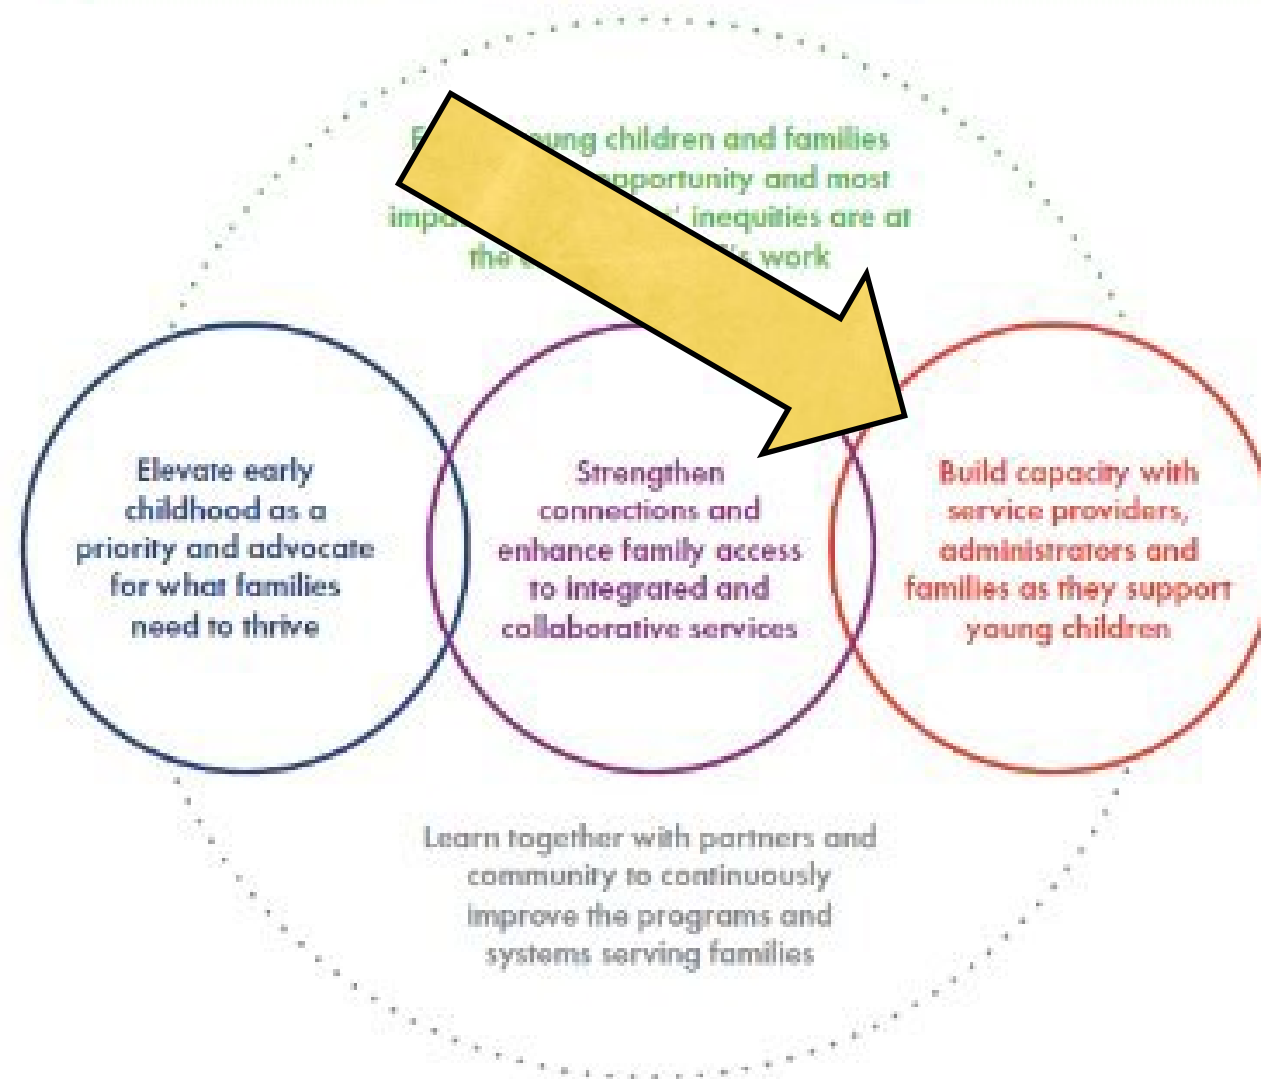 young children and families
opportunity and most
inequities are at
the work
Elevate early
childhood as a
priority and advocate
for what families
need to thrive
Strengthen
connections and
enhance family access
to integrated and
collaborative services
Build capacity with
service providers,
administrators and
families as they support
young children
Learn together with partners and
community to continuously
improve the programs and
systems serving families